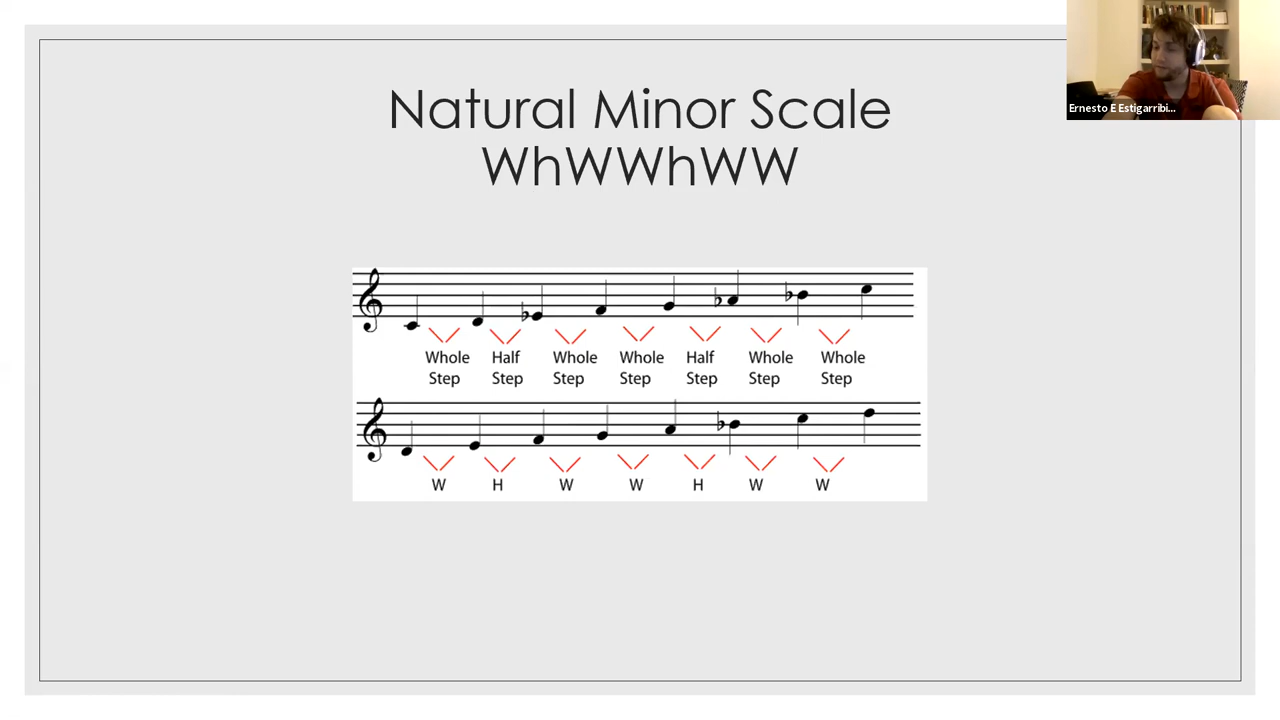 Natural Minor Scale
WhWWhWW
Ernesto E Estigarribi...
Whole Half Whole Whole Half Whole Whole
Step Step Step Step Step Step Step
W H W W H W W